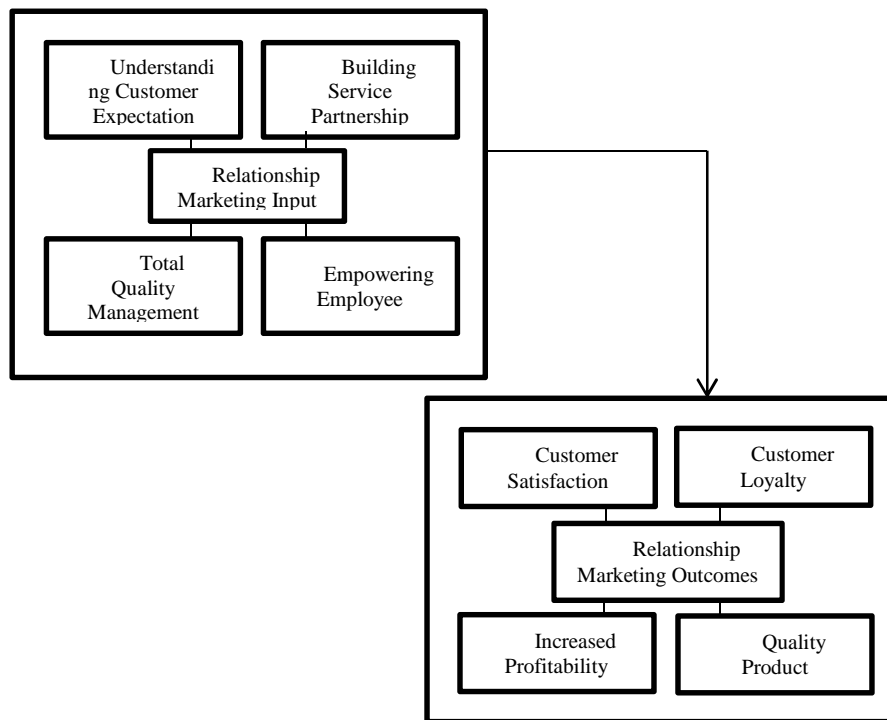 Understandi
ng Customer
Expectation
Building
Service
Partnership
Relationship
Marketing Input
Total
Quality
Management
Empowering
Employee
Customer
Satisfaction
Customer
Loyalty
Relationship
Marketing Outcomes
Increased
Profitability
Quality
Product